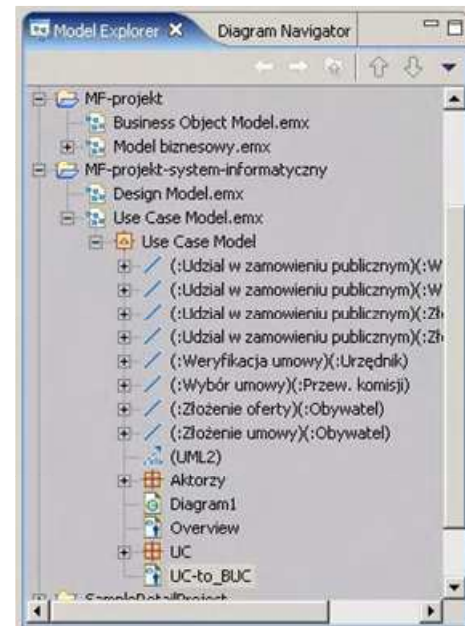 Model Explorer
Diagram Navigator
MF-projekt
Business Object Model.emx
Model biznesowy.emx
MF-projekt-system-informatyczny
Design Model.emx
Use Case Model.emx
Use Case Model
(:Udzial w zamowieniu publicznym)(:W
(:Udzial w zamowieniu publicznym)(:W
(:Udzial w zamowieniu publicznym)(:Zł
(:Udzial w zamowieniu publicznym)(:Zł
(:Weryfikacja umowy)(:Urzędnik)
(:Wybór umowy)(:Przew. komisji)
(:Złożenie oferty)(:Obywatel)
(:Złożenie umowy)(:Obywatel)
(UML2)
Aktorzy
Diagram1
Overview
UC
UC-to_BUC